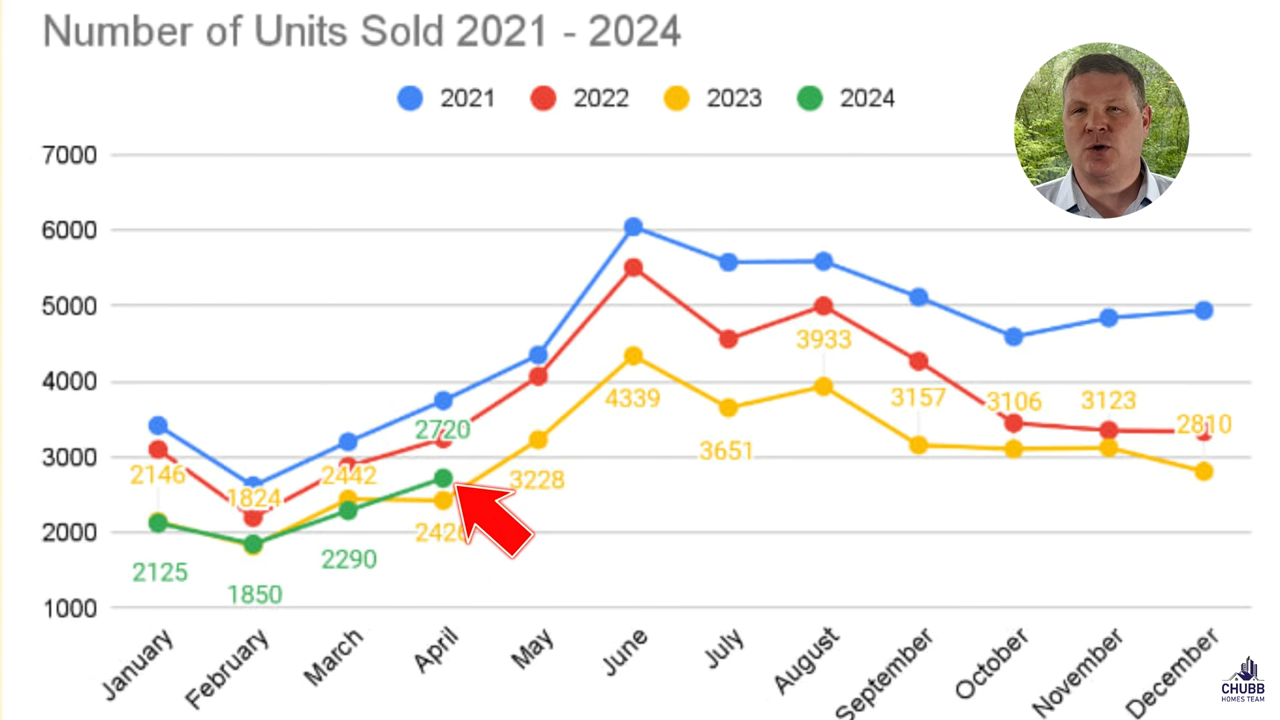 Number of Units Sold 2021 - 2024
2021 2022 2023 2024
7000
6000
5000
3933
4000
4339 3157 3106 3123
2720 2810
3651
3000
2146 1824 2442 3228
2000
2125 2290
1850
1000
January February March April May June July August September October November December
CHUBB
HOMES TEAM